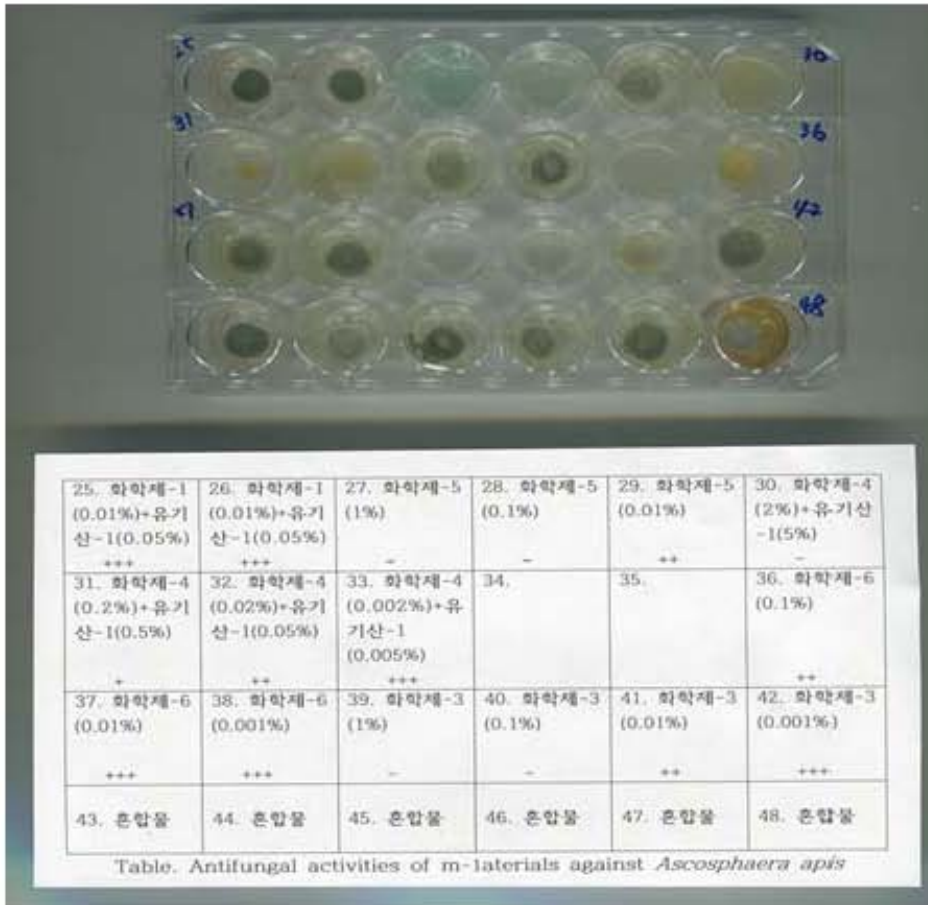 25
30
31
36
37
42
48
25. 화학제-1
(0.01%)+유기
산-1(0.05%)
+++
26. 화학제-1
(0.01%)+유기
산-1(0.05%)
+++
27. 화학제-5
(1%)
-
28. 화학제-5
(0.1%)
-
29. 화학제-5
(0.01%)
++
30. 화학제-4
(2%)+유기산
-1(5%)
-
31. 화학제-4
(0.2%)+유기
산-1(0.5%)
+
32. 화학제-4
(0.02%)+유기
산-1(0.05%)
++
33. 화학제-4
(0.002%)+유
기산-1
(0.005%)
+++
34.
35.
36. 화학제-6
(0.1%)
++
37. 화학제-6
(0.01%)
+++
38. 화학제-6
(0.001%)
+++
39. 화학제-3
(1%)
-
40. 화학제-3
(0.1%)
-
41. 화학제-3
(0.01%)
++
42. 화학제-3
(0.001%)
+++
43. 혼합물
44. 혼합물
45. 혼합물
46. 혼합물
47. 혼합물
48. 혼합물
Table. Antifungal activities of m-1aterials against Ascosphaera apis